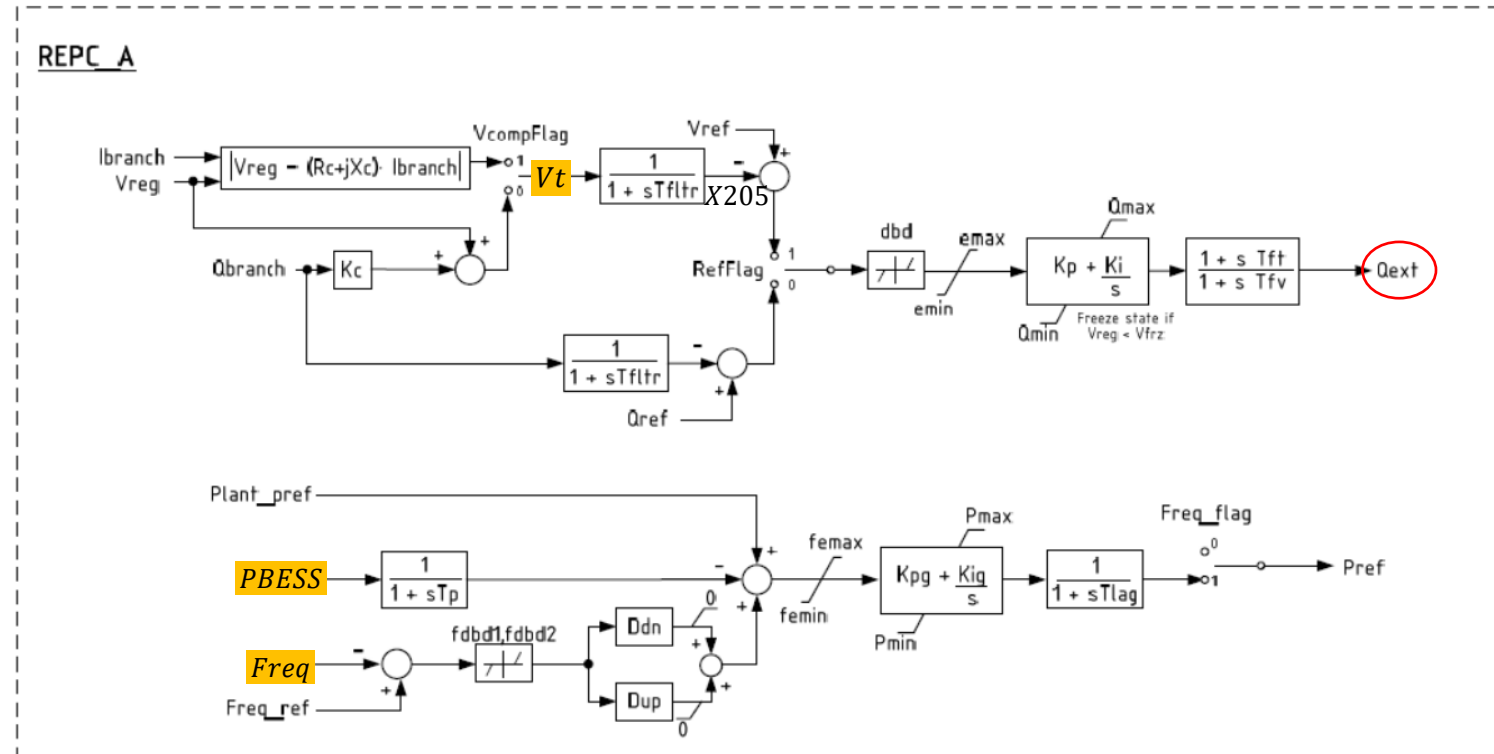 REPC_A
Ibranch
Vreg
|Vreg - (Rc+jXc)· Ibranch|
VcompFlag
1
0
Vt
1
1 + sTfltr
X205
Vref
-
+
+
+
Qbranch
Kc
RefFlag
1
0
dbd
emax
emin
Qmax
Kp + Ki
s
Qmin
Freeze state if
Vreg < Vfrz
1 + s Tft
1 + s Tfv
Qext
1
1 + sTfltr
-
+
Qref
Plant_pref
PBESS
1
1 + sTp
-
+
+
femax
femin
Pmax
Kpg + Kig
s
Pmin
1
1 + sTlag
Freq_flag
0
1
Pref
Freq
-
+
Freq_ref
fdbd1,fdbd2
Ddn
0
+
+
Dup
0